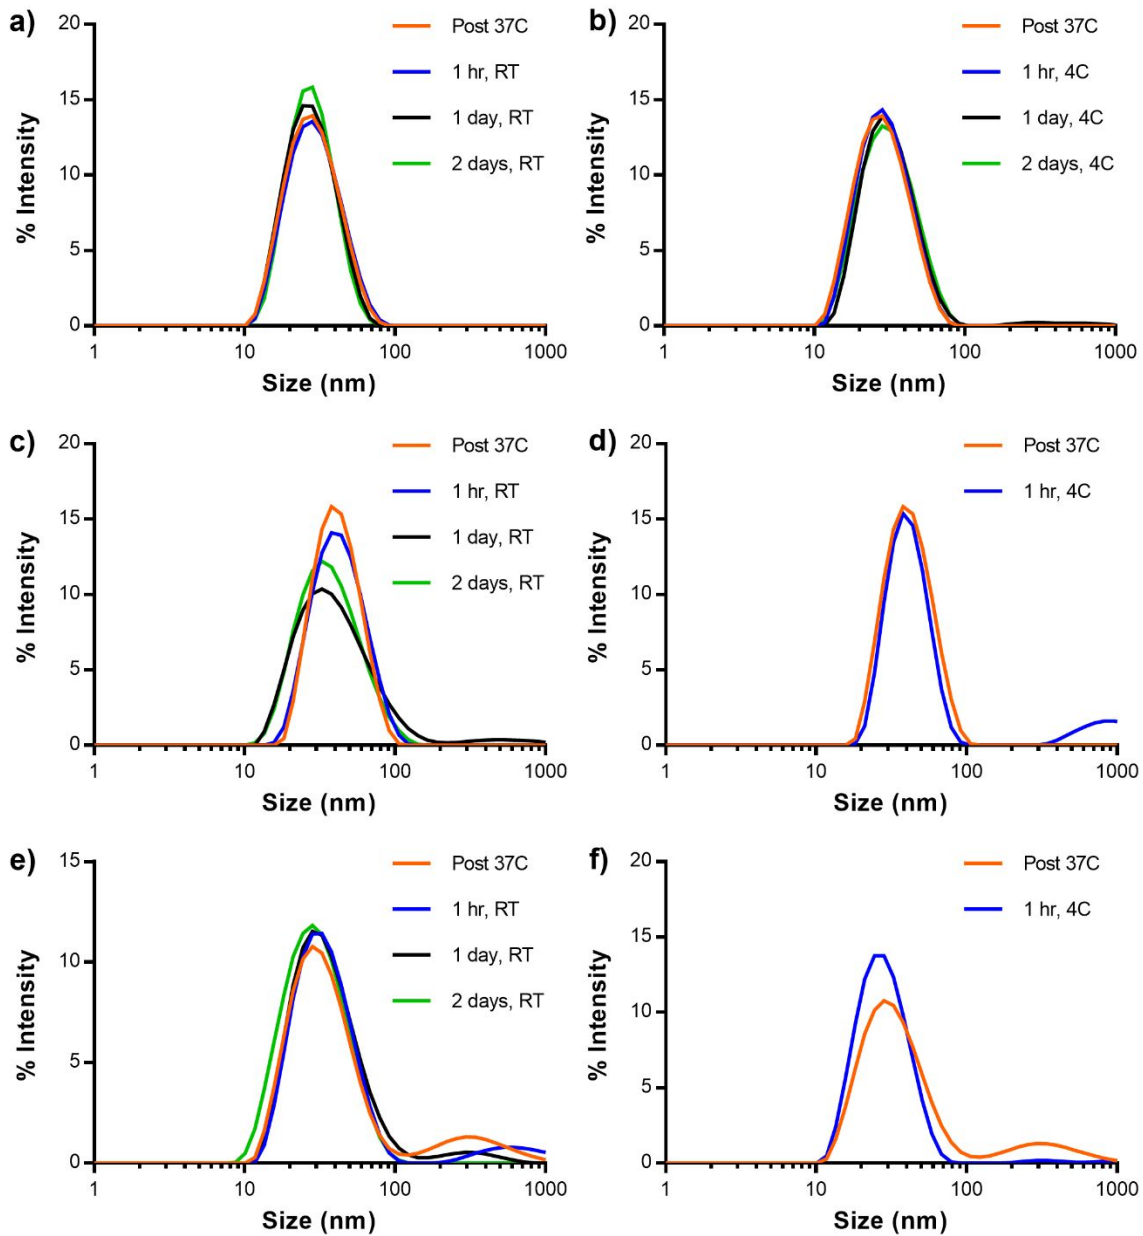 a)
20
15
10
5
0
% Intensity
1 10 100 1000
Size (nm)
Post 37C
1 hr, RT
1 day, RT
2 days, RT
b)
20
15
10
5
0
% Intensity
1 10 100 1000
Size (nm)
Post 37C
1 hr, 4C
1 day, 4C
2 days, 4C
c)
20
15
10
5
0
% Intensity
1 10 100 1000
Size (nm)
Post 37C
1 hr, RT
1 day, RT
2 days, RT
d)
20
15
10
5
0
% Intensity
1 10 100 1000
Size (nm)
Post 37C
1 hr, 4C
e)
15
10
5
0
% Intensity
1 10 100 1000
Size (nm)
Post 37C
1 hr, RT
1 day, RT
2 days, RT
f)
20
15
10
5
0
% Intensity
1 10 100 1000
Size (nm)
Post 37C
1 hr, 4C